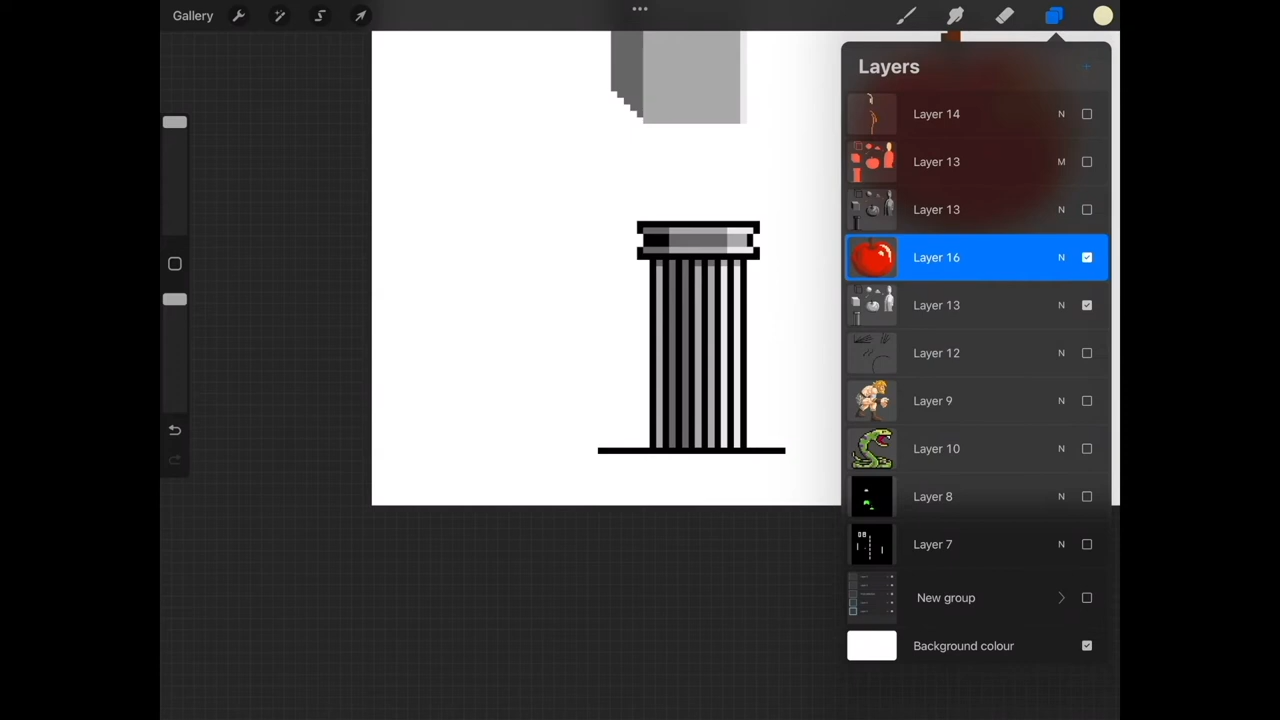 Gallery
Layers
Layer 14 N
Layer 13 M
Layer 13 N
Layer 16 N
Layer 13 N
Layer 12 N
Layer 9 N
Layer 10 N
Layer 8 N
Layer 7 N
New group
Background colour